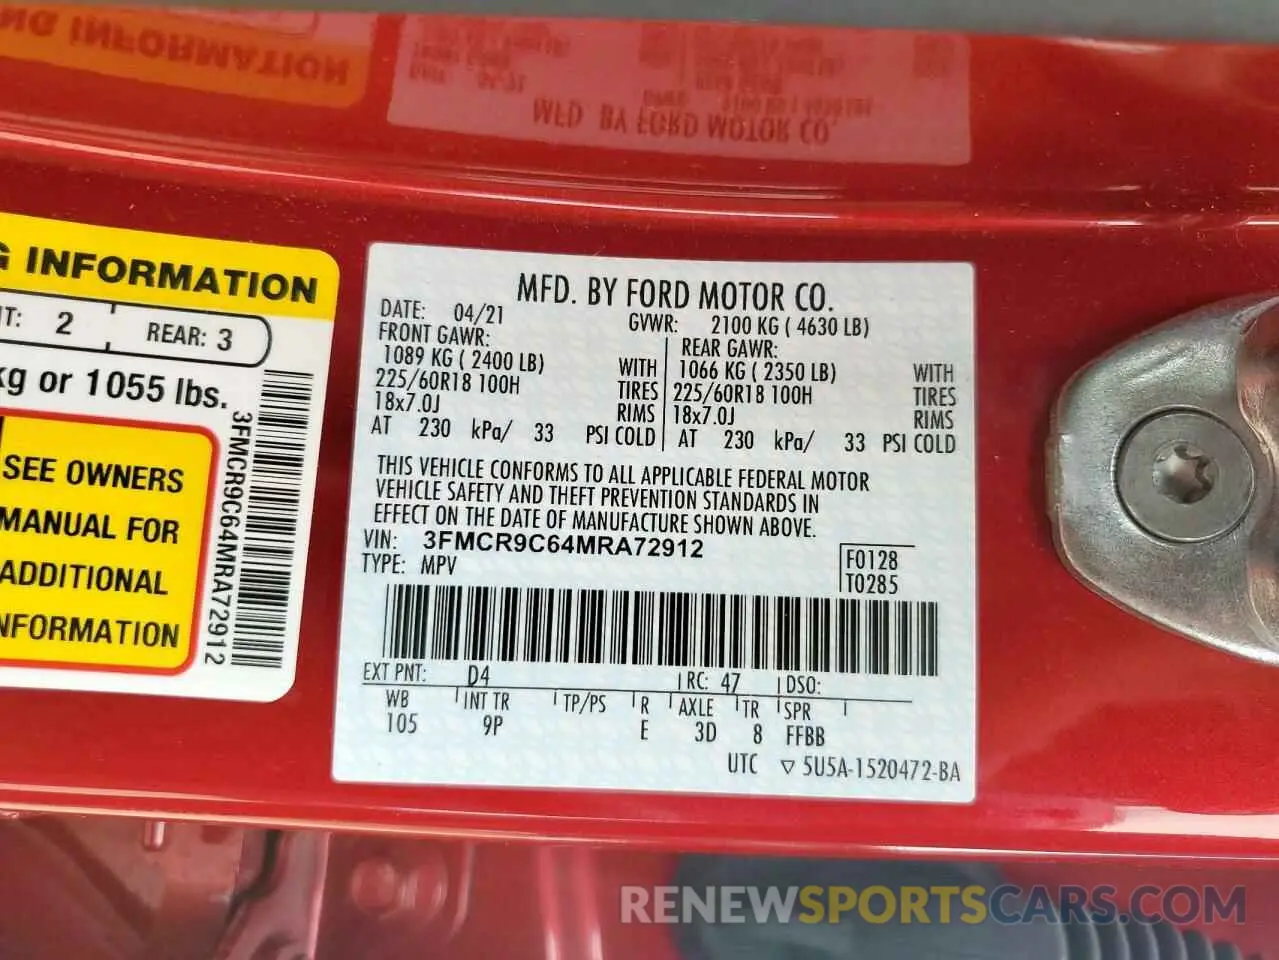 G INFORMATION
T: 2 REAR: 3
kg or 1055 lbs.
SEE OWNERS
MANUAL FOR
ADDITIONAL
NFORMATION
3FMCR9C64MRA72912
MFD. BY FORD MOTOR CO.
DATE: 04/21 GVWR: 2100 KG ( 4630 LB)
FRONT GAWR: REAR GAWR:
1089 KG ( 2400 LB) WITH 1066 KG ( 2350 LB) WITH
225/60R18 100H TIRES 225/60R18 100H TIRES
18x7.0J RIMS 18x7.0J RIMS
AT 230 kPa/ 33 PSI COLD AT 230 kPa/ 33 PSI COLD
THIS VEHICLE CONFORMS TO ALL APPLICABLE FEDERAL MOTOR
VEHICLE SAFETY AND THEFT PREVENTION STANDARDS IN
EFFECT ON THE DATE OF MANUFACTURE SHOWN ABOVE.
VIN: 3FMCR9C64MRA72912
TYPE: MPV
F0128
T0285
EXT PNT: D4 RC: 47 DSO:
WB INT TR TP/PS R AXLE TR SPR
105 9P E 3D 8 FFBB
UTC ▽ 5U5A-1520472-BA
RENEWSPORTSCARS.COM